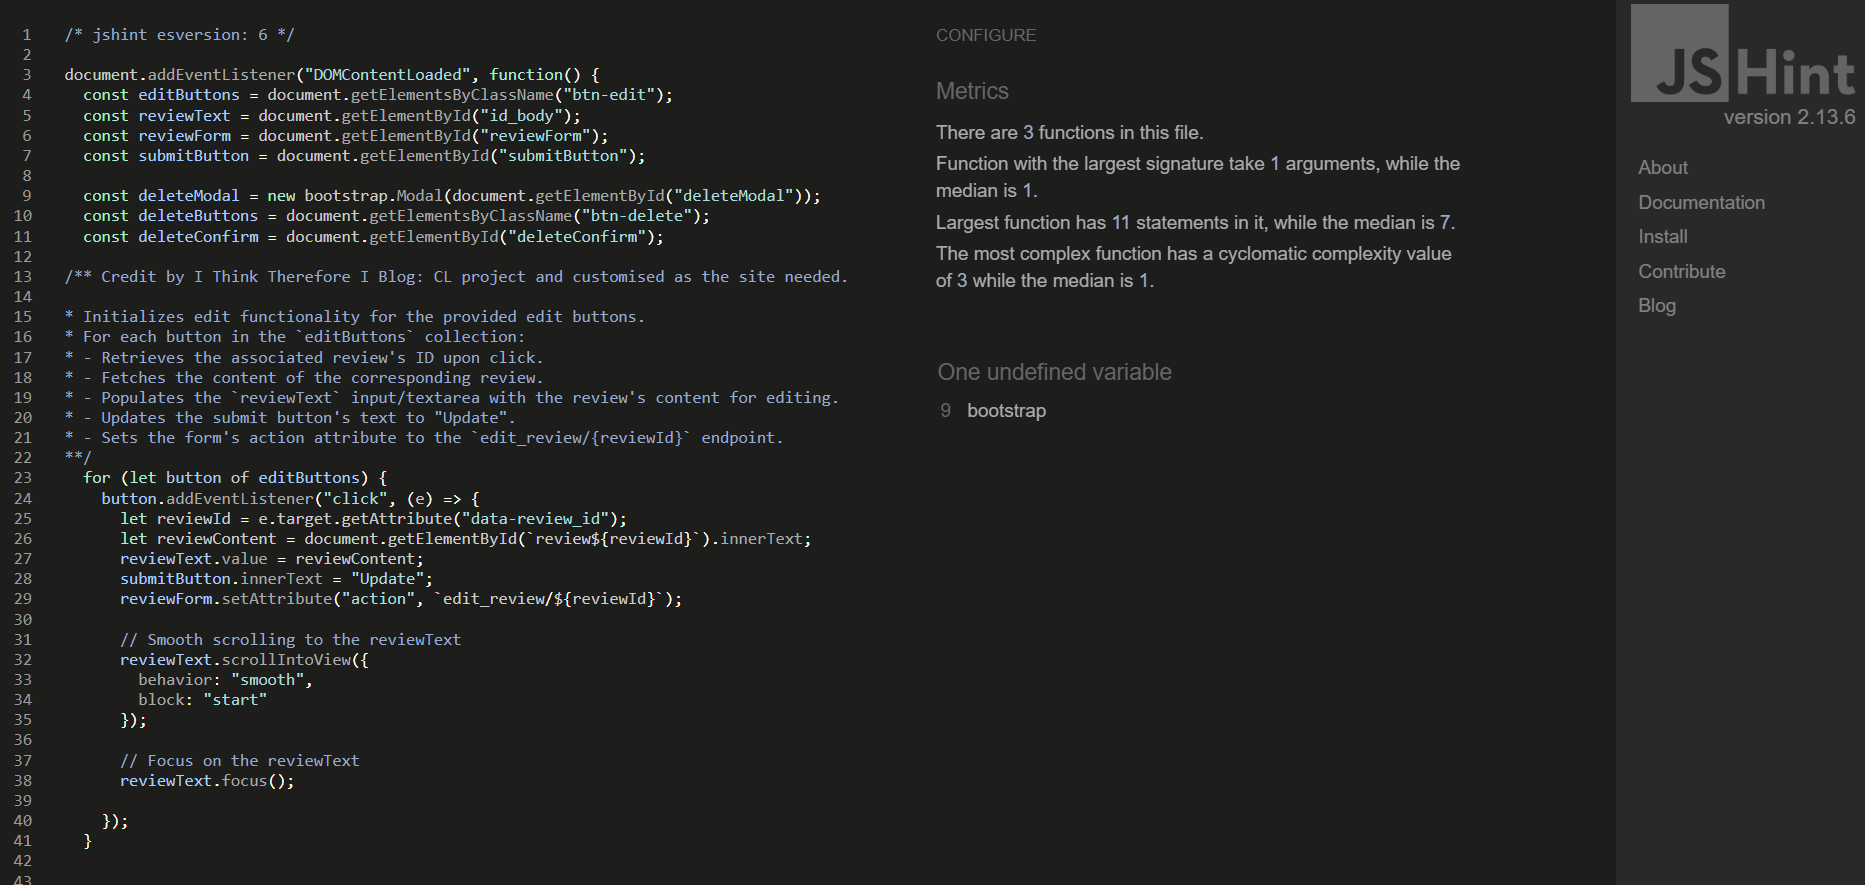 1 /* jshint esversion: 6 */
2
3 document.addEventListener("DOMContentLoaded", function() {
4   const editButtons = document.getElementsByClassName("btn-edit");
5   const reviewText = document.getElementById("id_body");
6   const reviewForm = document.getElementById("reviewForm");
7   const submitButton = document.getElementById("submitButton");
8
9   const deleteModal = new bootstrap.Modal(document.getElementById("deleteModal"));
10   const deleteButtons = document.getElementsByClassName("btn-delete");
11   const deleteConfirm = document.getElementById("deleteConfirm");
12
13 /** Credit by I Think Therefore I Blog: CL project and customised as the site needed.
14
15 * Initializes edit functionality for the provided edit buttons.
16 * For each button in the `editButtons` collection:
17 * - Retrieves the associated review's ID upon click.
18 * - Fetches the content of the corresponding review.
19 * - Populates the `reviewText` input/textarea with the review's content for editing.
20 * - Updates the submit button's text to "Update".
21 * - Sets the form's action attribute to the `edit_review/{reviewId}` endpoint.
22 **/
23   for (let button of editButtons) {
24     button.addEventListener("click", (e) => {
25       let reviewId = e.target.getAttribute("data-review_id");
26       let reviewContent = document.getElementById(`review${reviewId}`).innerText;
27       reviewText.value = reviewContent;
28       submitButton.innerText = "Update";
29       reviewForm.setAttribute("action", `edit_review/${reviewId}`);
30
31       // Smooth scrolling to the reviewText
32       reviewText.scrollIntoView({
33         behavior: "smooth",
34         block: "start"
35       });
36
37       // Focus on the reviewText
38       reviewText.focus();
39
40     });
41   }
42
43
CONFIGURE
Metrics
There are 3 functions in this file.
Function with the largest signature take 1 arguments, while the
median is 1.
Largest function has 11 statements in it, while the median is 7.
The most complex function has a cyclomatic complexity value
of 3 while the median is 1.
One undefined variable
9 bootstrap
JSHint
version 2.13.6
About
Documentation
Install
Contribute
Blog